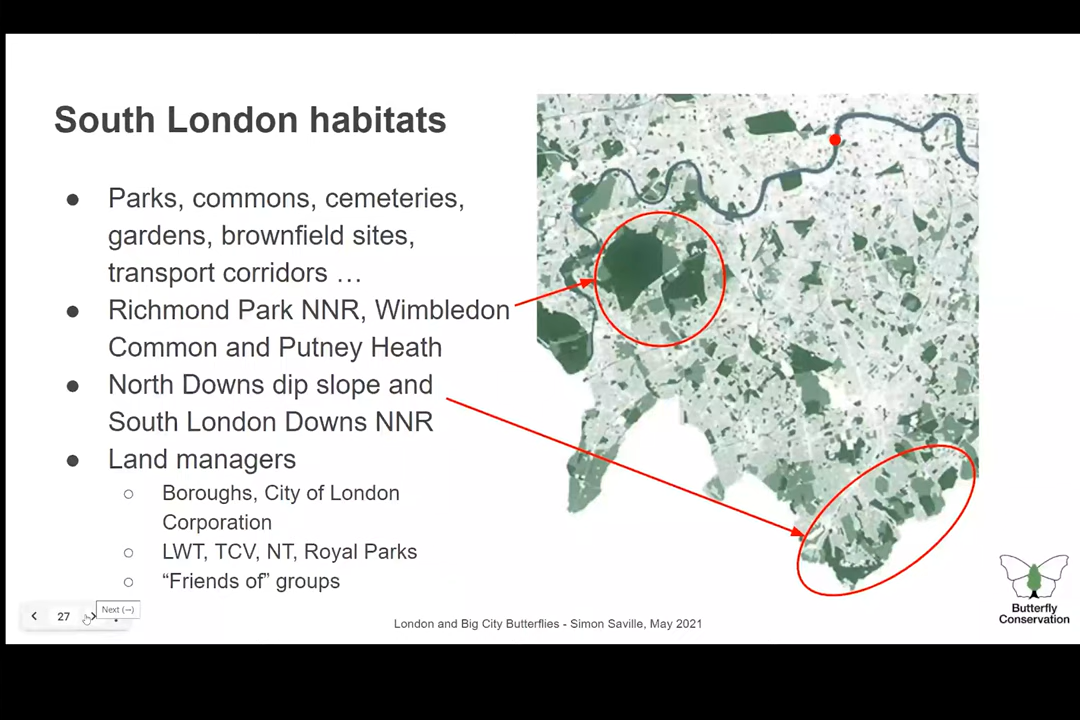 South London habitats
● Parks, commons, cemeteries,
gardens, brownfield sites,
transport corridors …
● Richmond Park NNR, Wimbledon
Common and Putney Heath
● North Downs dip slope and
South London Downs NNR
● Land managers
○ Boroughs, City of London
Corporation
○ LWT, TCV, NT, Royal Parks
○ “Friends of” groups
27
Next (→)
London and Big City Butterflies - Simon Saville, May 2021
Butterfly
Conservation